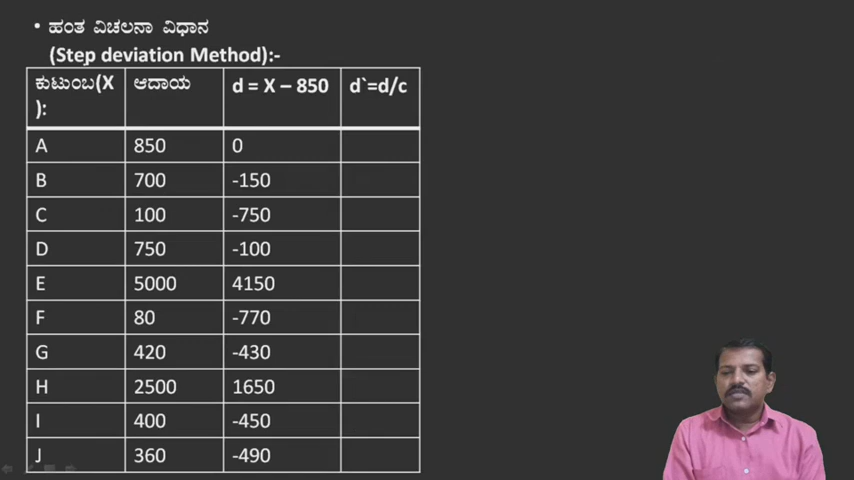 • ಹಂತ ವಿಚಲನಾ ವಿಧಾನ
(Step deviation Method):-
ಕುಟುಂಬ(X ಆದಾಯ d = X – 850 d`=d/c
):
A 850 0
B 700 -150
C 100 -750
D 750 -100
E 5000 4150
F 80 -770
G 420 -430
H 2500 1650
I 400 -450
J 360 -490